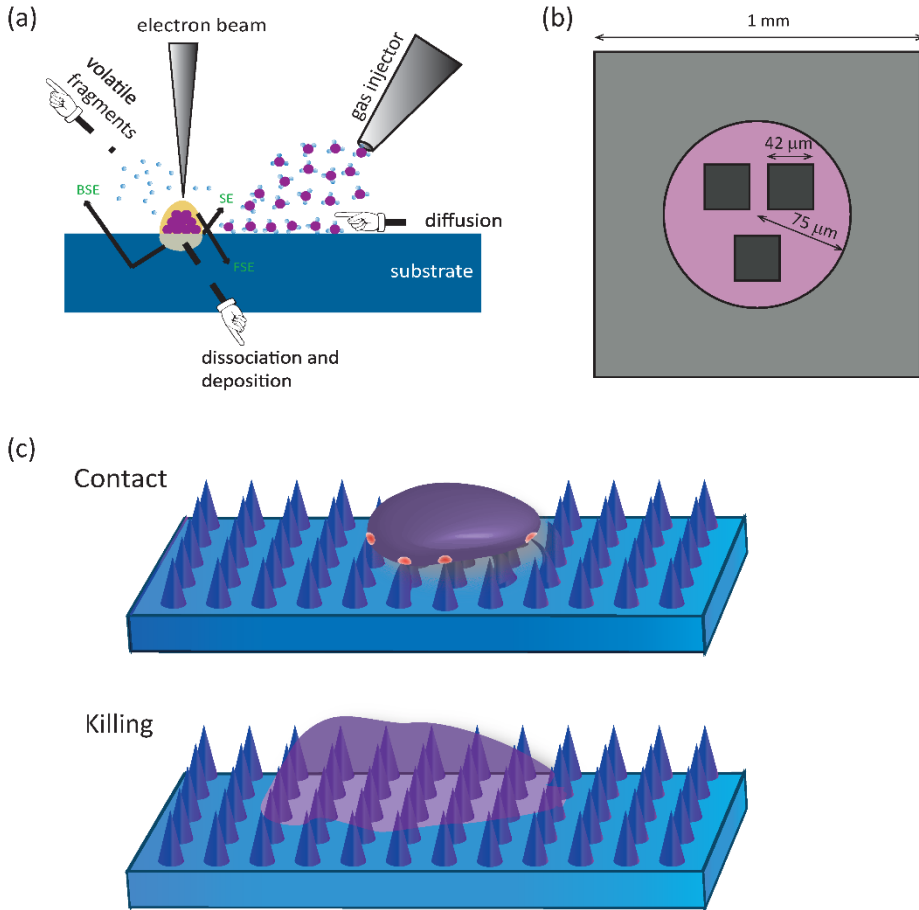 (a)
electron beam
volatile
fragments
gas injector
BSE
SE
FSE
diffusion
substrate
dissociation and
deposition
(b)
1 mm
42 µm
75 µm
(c)
Contact
Killing